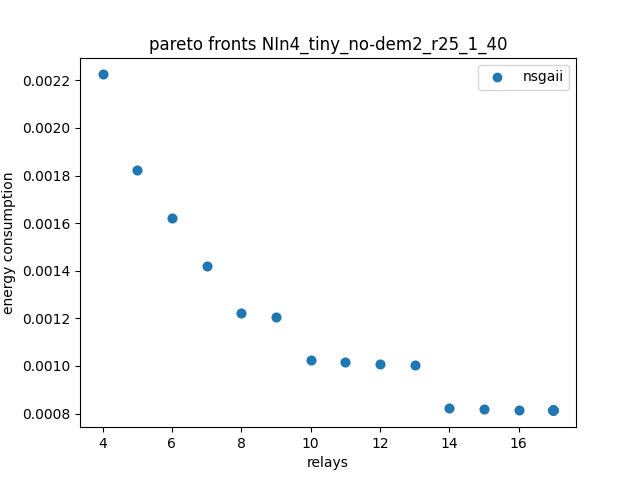 pareto fronts NIn4_tiny_no-dem2_r25_1_40
nsgaii
energy consumption
0.0022
0.0020
0.0018
0.0016
0.0014
0.0012
0.0010
0.0008
4 6 8 10 12 14 16
relays